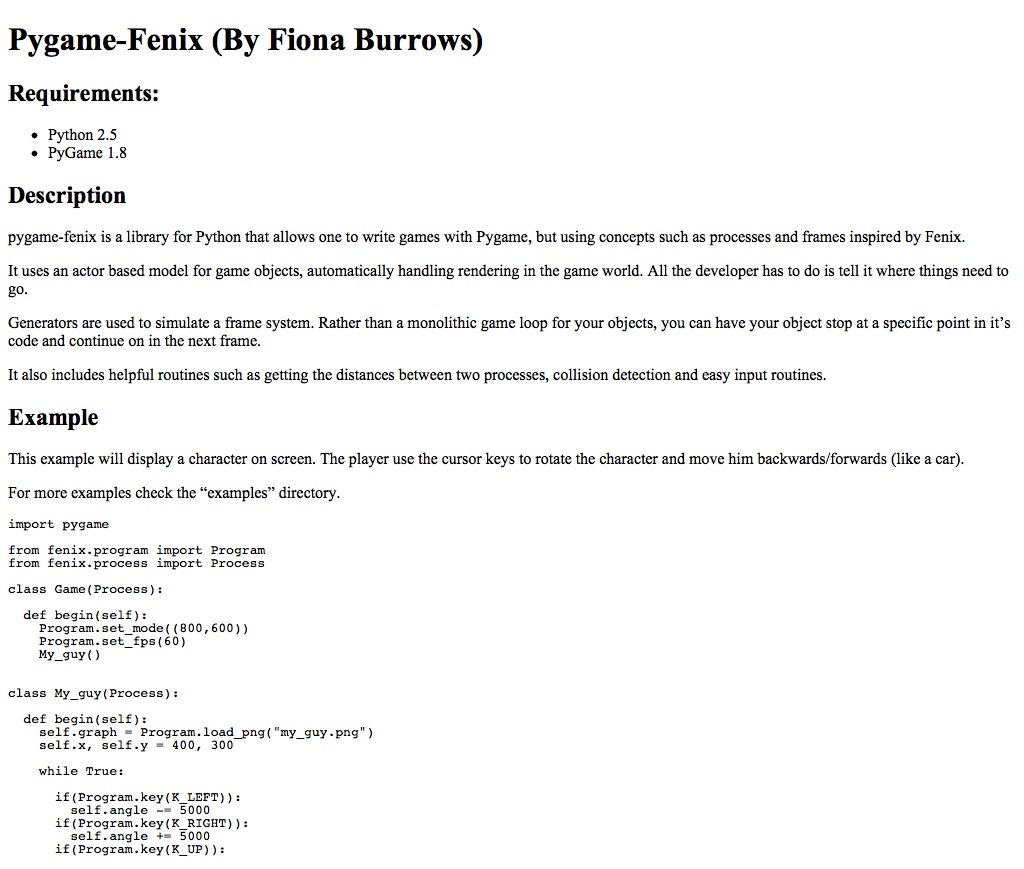 Pygame-Fenix (By Fiona Burrows)
Requirements:
• Python 2.5
• PyGame 1.8
Description
pygame-fenix is a library for Python that allows one to write games with Pygame, but using concepts such as processes and frames inspired by Fenix.
It uses an actor based model for game objects, automatically handling rendering in the game world. All the developer has to do is tell it where things need to
go.
Generators are used to simulate a frame system. Rather than a monolithic game loop for your objects, you can have your object stop at a specific point in it’s
code and continue on in the next frame.
It also includes helpful routines such as getting the distances between two processes, collision detection and easy input routines.
Example
This example will display a character on screen. The player use the cursor keys to rotate the character and move him backwards/forwards (like a car).
For more examples check the “examples” directory.
import pygame
from fenix.program import Program
from fenix.process import Process
class Game(Process):
  def begin(self):
    Program.set_mode((800,600))
    Program.set_fps(60)
    My_guy()
class My_guy(Process):
  def begin(self):
    self.graph = Program.load_png("my_guy.png")
    self.x, self.y = 400, 300
    while True:
      if(Program.key(K_LEFT)):
        self.angle -= 5000
      if(Program.key(K_RIGHT)):
        self.angle += 5000
      if(Program.key(K_UP)):